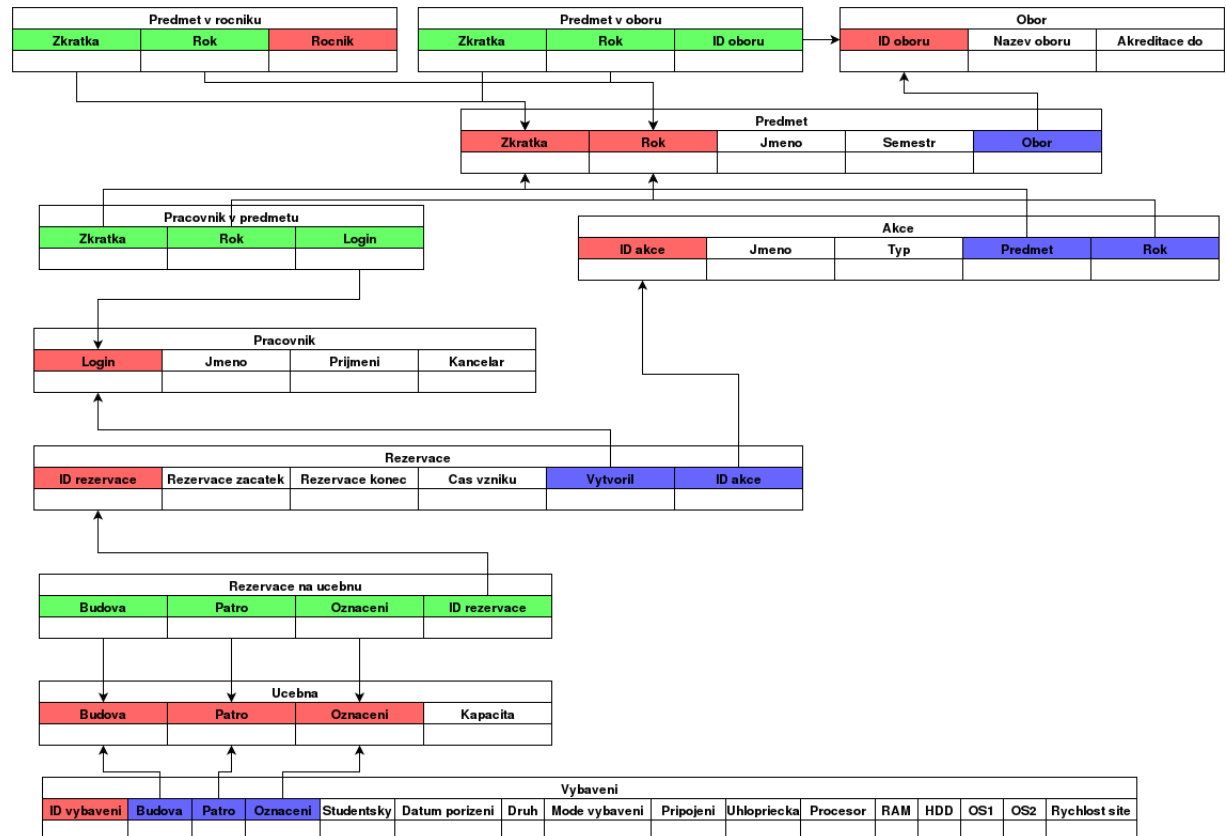 Predmet v rocniku
Zkratka Rok Rocnik
Predmet v oboru
Zkratka Rok ID oboru
Obor
ID oboru Nazev oboru Akreditace do
Predmet
Zkratka Rok Jmeno Semestr Obor
Pracovnik v predmetu
Zkratka Rok Login
Akce
ID akce Jmeno Typ Predmet Rok
Pracovnik
Login Jmeno Prijmeni Kancelar
Rezervace
ID rezervace Rezervace zacatek Rezervace konec Cas vzniku Vytvoril ID akce
Rezervace na ucebnu
Budova Patro Oznaceni ID rezervace
Ucebna
Budova Patro Oznaceni Kapacita
Vybaveni
ID vybaveni Budova Patro Oznaceni Studentsky Datum porizeni Druh Mode vybaveni Pripojeni Uhlopriecka Procesor RAM HDD OS1 OS2 Rychlost site